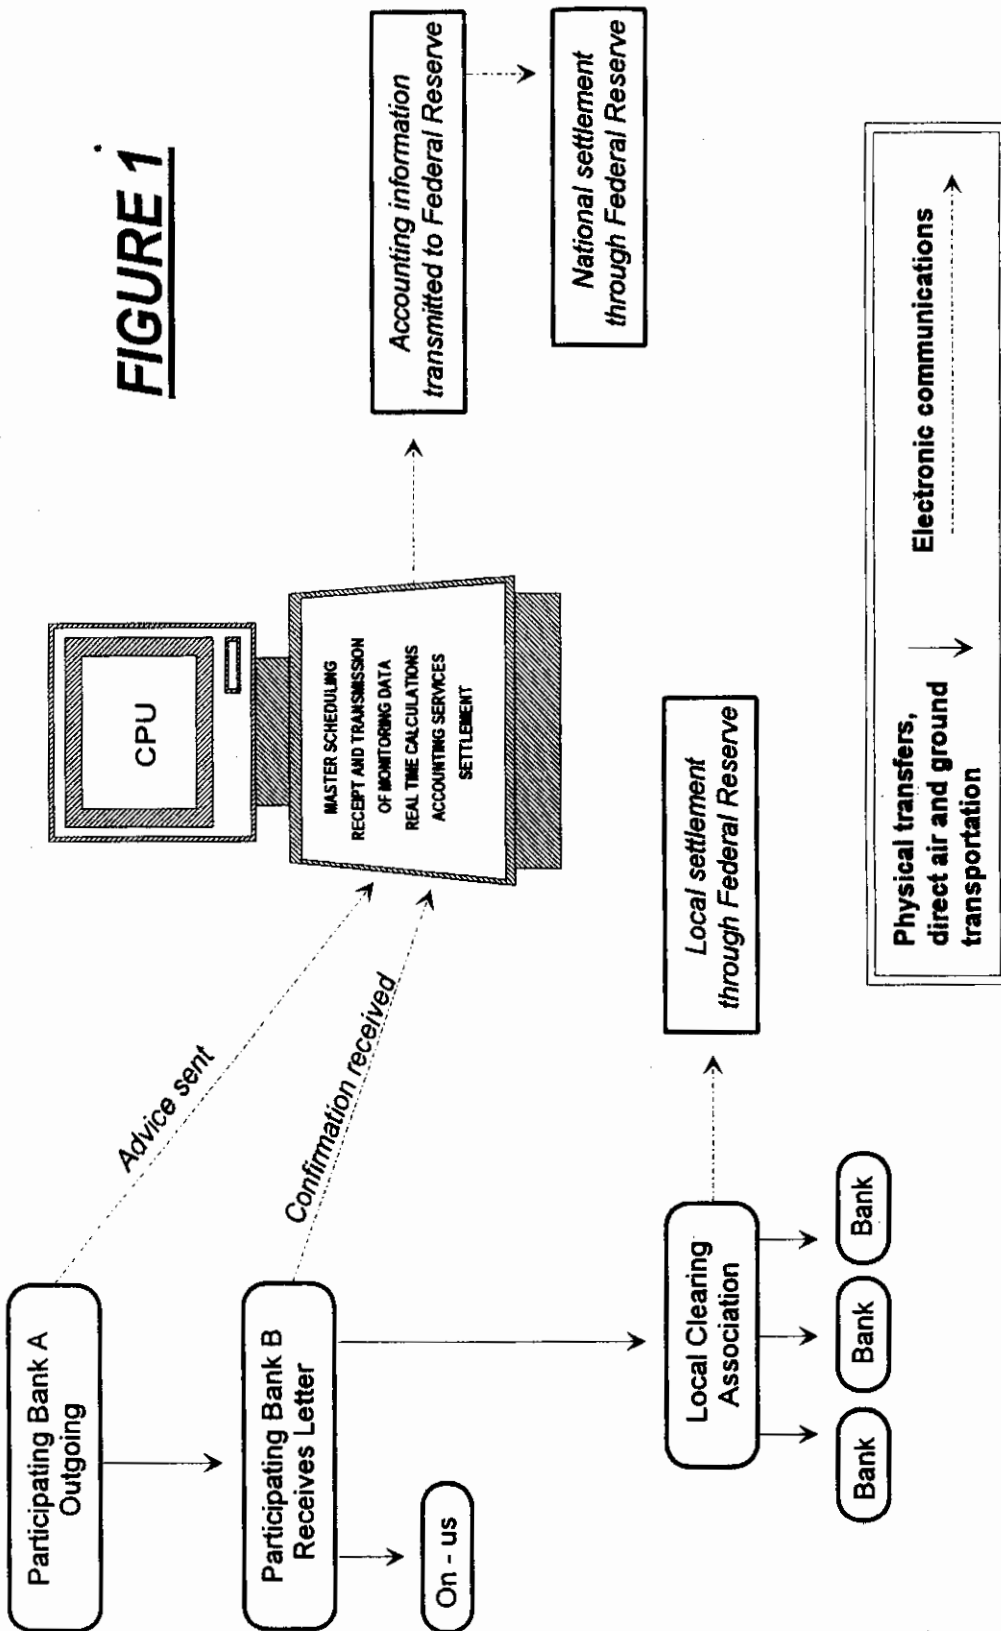 FIGURE 1
Participating Bank A
Outgoing
Advice sent
Participating Bank B
Receives Letter
Confirmation received
On - us
Local Clearing
Association
Bank
Bank
Bank
Local settlement
through Federal Reserve
CPU
MASTER SCHEDULING
RECEIPT AND TRANSMISSION
OF MONITORING DATA
REAL TIME CALCULATIONS
ACCOUNTING SERVICES
SETTLEMENT
Accounting information
transmitted to Federal Reserve
National settlement
through Federal Reserve
Physical transfers,
direct air and ground
transportation
Electronic communications